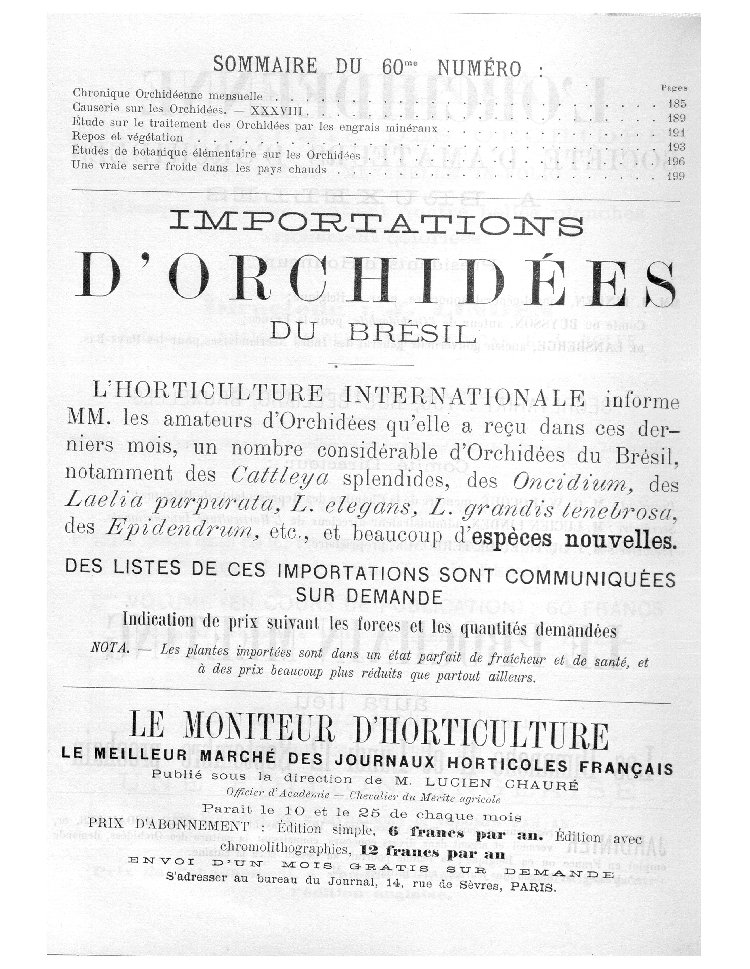 SOMMAIRE DU 60me NUMÉRO :
Pages
Chronique Orchidéenne mensuelle . . . . . . . . . . . . . . . . . . . . . . 185
Causerie sur les Orchidées. — XXXVIII . . . . . . . . . . . . . . . . . . . . 189
Étude sur le traitement des Orchidées par les engrais minéraux . . . . . . . . . . . . 191
Repos et végétation . . . . . . . . . . . . . . . . . . . . . . . . . . . 193
Études de botanique élémentaire sur les Orchidées . . . . . . . . . . . . . . . . 196
Une vraie serre froide dans les pays chauds . . . . . . . . . . . . . . . . . . 199
IMPORTATIONS
D'ORCHIDÉES
DU BRÉSIL
L'HORTICULTURE INTERNATIONALE informe
MM. les amateurs d'Orchidées qu'elle a reçu dans ces der-
niers mois, un nombre considérable d'Orchidées du Brésil,
notamment des Cattleya splendides, des Oncidium, des
Laelia purpurata, L. elegans, L. grandis tenebrosa,
des Epidendrum, etc., et beaucoup d'espèces nouvelles.
DES LISTES DE CES IMPORTATIONS SONT COMMUNIQUÉES
SUR DEMANDE
Indication de prix suivant les forces et les quantités demandées
NOTA. — Les plantes importées sont dans un état parfait de fraîcheur et de santé, et
à des prix beaucoup plus réduits que partout ailleurs.
LE MONITEUR D'HORTICULTURE
LE MEILLEUR MARCHÉ DES JOURNAUX HORTICOLES FRANÇAIS
Publié sous la direction de M. LUCIEN CHAURÉ
Officier d'Académie — Chevalier du Mérite agricole
Parait le 10 et le 25 de chaque mois
PRIX D'ABONNEMENT : Édition simple, 6 francs par an. Édition avec
chromolithographies, 12 francs par an
ENVOI D'UN MOIS GRATIS SUR DEMANDE
S'adresser au bureau du Journal, 14, rue de Sèvres, PARIS.